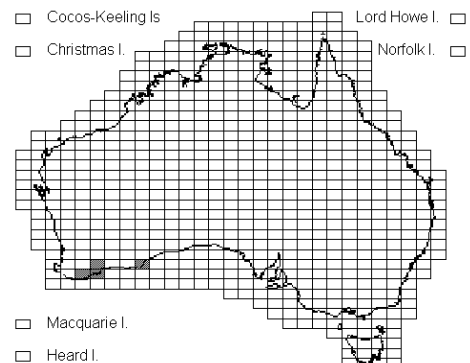 Cocos-Keeling Is
Lord Howe I.
Christmas I.
Norfolk I.
Macquarie I.
Heard I.